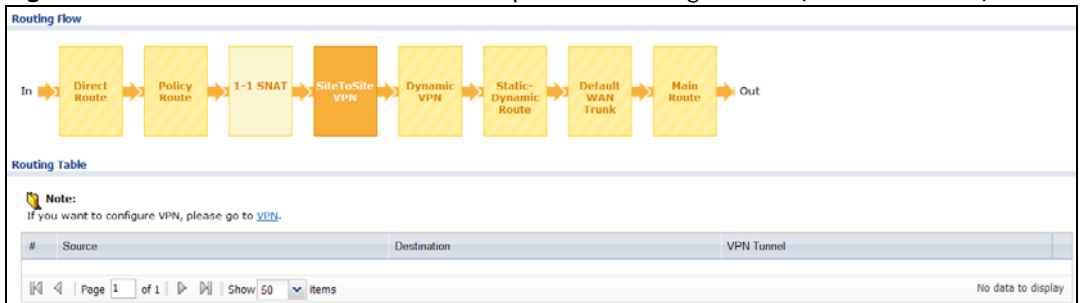 Routing Flow
In
Direct Route
Policy Route
1-1 SNAT
SiteToSite VPN
Dynamic VPN
Static-Dynamic Route
Default WAN Trunk
Main Route
Out
Routing Table
Note:
If you want to configure VPN, please go to VPN.
# Source Destination VPN Tunnel
Page 1 of 1 Show 50 items No data to display